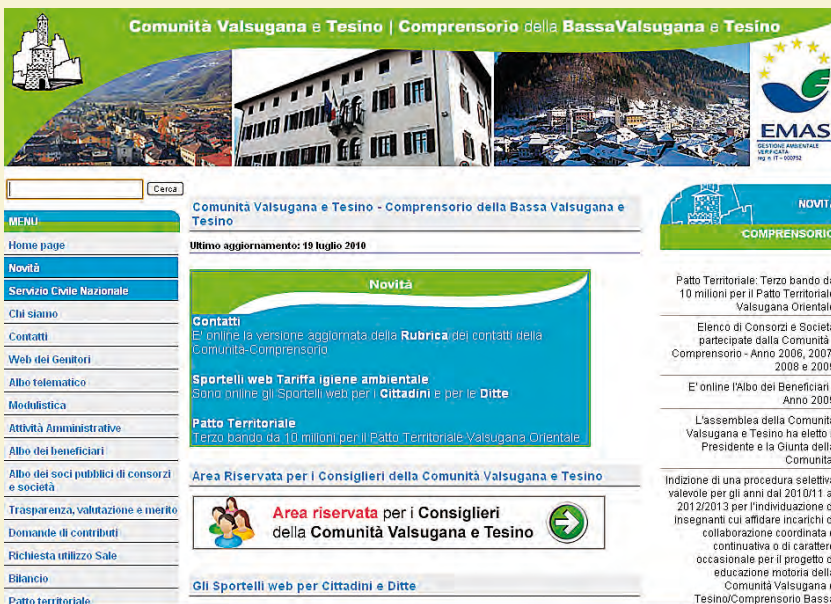 Comunità Valsugana e Tesino | Comprensorio della BassaValsugana e Tesino
EMAS
GESTIONE AMBIENTALE
VERIFICATA
reg. n. IT - 000752
Cerca
MENU
Home page
Novità
Servizio Civile Nazionale
Chi siamo
Contatti
Web dei Genitori
Albo telematico
Modulistica
Attività Amministrative
Albo dei beneficiari
Albo dei soci pubblici di consorzi
e società
Trasparenza, valutazione e merito
Domande di contributi
Richiesta utilizzo Sale
Bilancio
Patto territoriale
Comunità Valsugana e Tesino - Comprensorio della Bassa Valsugana e
Tesino
Ultimo aggiornamento: 19 luglio 2010
Novità
Contatti
E' online la versione aggiornata della Rubrica dei contatti della
Comunità-Comprensorio
Sportelli web Tariffa igiene ambientale
Sono online gli Sportelli web per i Cittadini e per le Ditte
Patto Territoriale
Terzo bando da 10 milioni per il Patto Territoriale Valsugana Orientale
Area Riservata per i Consiglieri della Comunità Valsugana e Tesino
Area riservata per i Consiglieri
della Comunità Valsugana e Tesino
Gli Sportelli web per Cittadini e Ditte
NOVITÀ
COMPRENSORIO
Patto Territoriale: Terzo bando da
10 milioni per il Patto Territoriale
Valsugana Orientale
Elenco di Consorzi e Società
partecipate dalla Comunità
Comprensorio - Anno 2006, 2007,
2008 e 2009
E' online l'Albo dei Beneficiari
Anno 2009
L'assemblea della Comunità
Valsugana e Tesino ha eletto
Presidente e la Giunta della
Comunità
Indizione di una procedura selettiva
valevole per gli anni dal 2010/11 a
2012/2013 per l'individuazione
insegnanti cui affidare incarichi
collaborazione coordinata
continuativa o di carattere
occasionale per il progetto
educazione motoria della
Comunità Valsugana
Tesino/Comprensorio Bassa